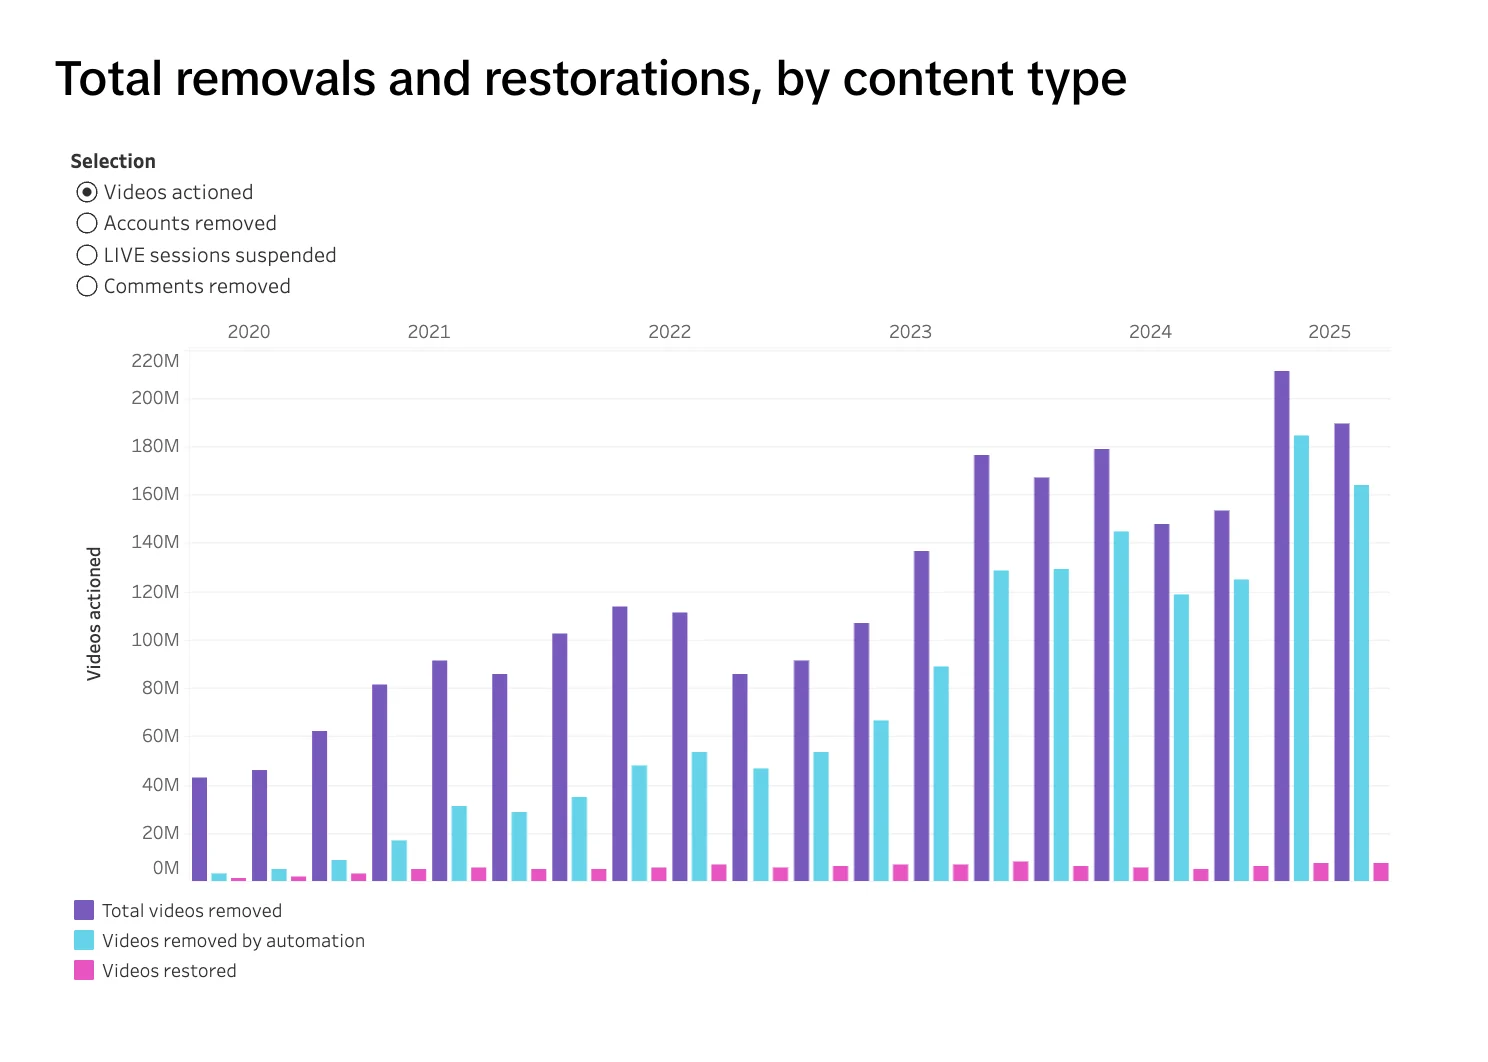 Total removals and restorations, by content type
Selection
Videos actioned
Accounts removed
LIVE sessions suspended
Comments removed
2020 2021 2022 2023 2024 2025
220M
200M
180M
160M
140M
120M
100M
80M
60M
40M
20M
0M
Videos actioned
Total videos removed
Videos removed by automation
Videos restored